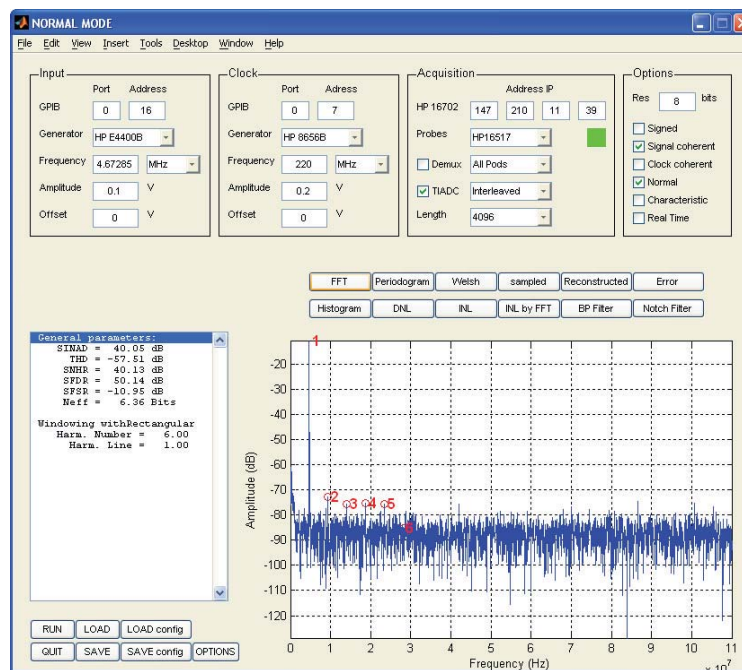 NORMAL MODE
File Edit View Insert Tools Desktop Window Help
Input
Port Address
GPIB 0 16
Generator HP E4400B
Frequency 4.67285 MHz
Amplitude 0.1 V
Offset 0 V
Clock
Port Adress
GPIB 0 7
Generator HP 8656B
Frequency 220 MHz
Amplitude 0.2 V
Offset 0 V
Acquisition
Address IP
HP 16702 147 210 11 39
Probes HP16517
Demux All Pods
TIADC Interleaved
Length 4096
Options
Res 8 bits
Signed
Signal coherent
Clock coherent
Normal
Characteristic
Real Time
FFT Periodogram Welsh sampled Reconstructed Error
Histogram DNL INL INL by FFT BP Filter Notch Filter
General parameters:
SINAD = 40.05 dB
THD = -57.51 dB
SNHR = 40.13 dB
SFDR = 50.14 dB
SFSR = -10.95 dB
Neff = 6.36 Bits
Windowing withRectangular
Harm. Number = 6.00
Harm. Line = 1.00
RUN LOAD LOAD config
QUIT SAVE SAVE config OPTIONS
Amplitude (dB)
-20
-30
-40
-50
-60
-70
-80
-90
-100
-110
-120
1
2 3 4 5
6
0 1 2 3 4 5 6 7 8 9 10 11
Frequency (Hz)
x 10^7